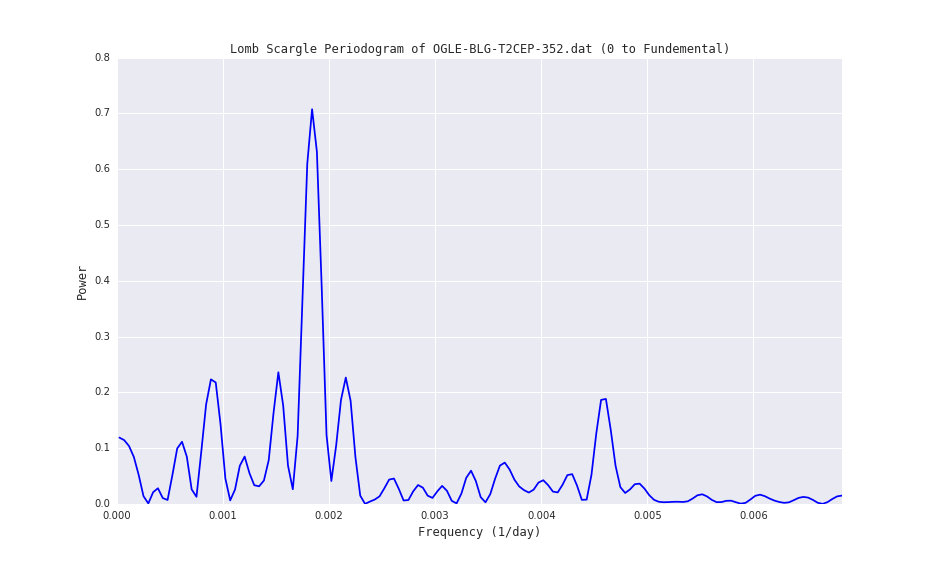 Lomb Scargle Periodogram of OGLE-BLG-T2CEP-352.dat (0 to Fundemental)
0.8
0.7
0.6
0.5
0.4
0.3
0.2
0.1
0.0
Power
0.000 0.001 0.002 0.003 0.004 0.005 0.006
Frequency (1/day)